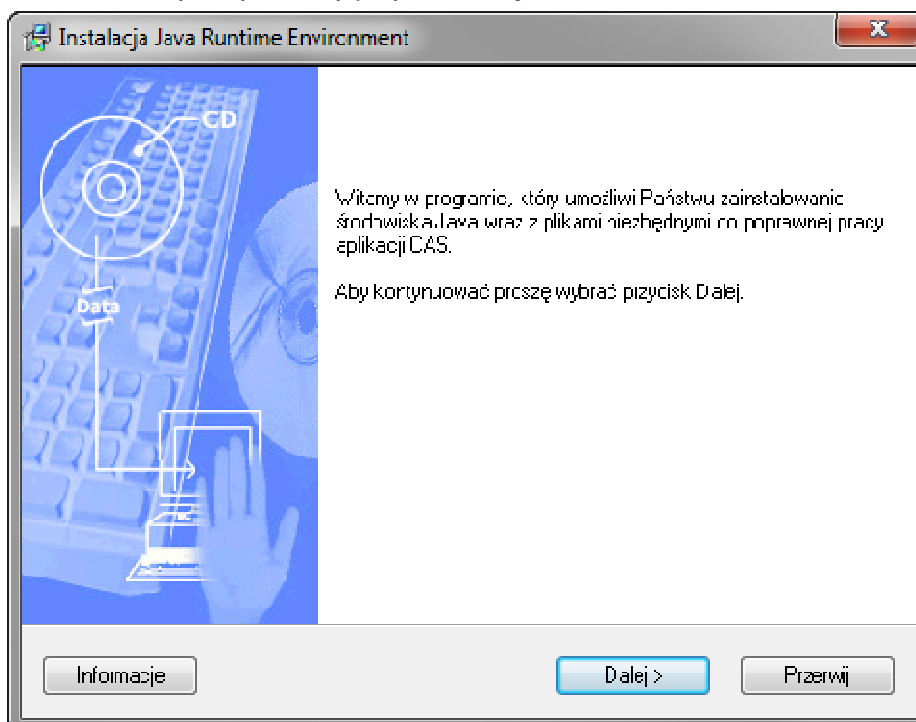 Instalacja Java Runtime Environment
CD
Data
Witamy w programie, który umożliwi Państwu zainstalowanie
środowiska Java wraz z plikami niezbędnymi do poprawnej pracy
aplikacji CAS.
Aby kontynuować proszę wybrać przycisk Dalej.
Informacje
Dalej >
Przerwij